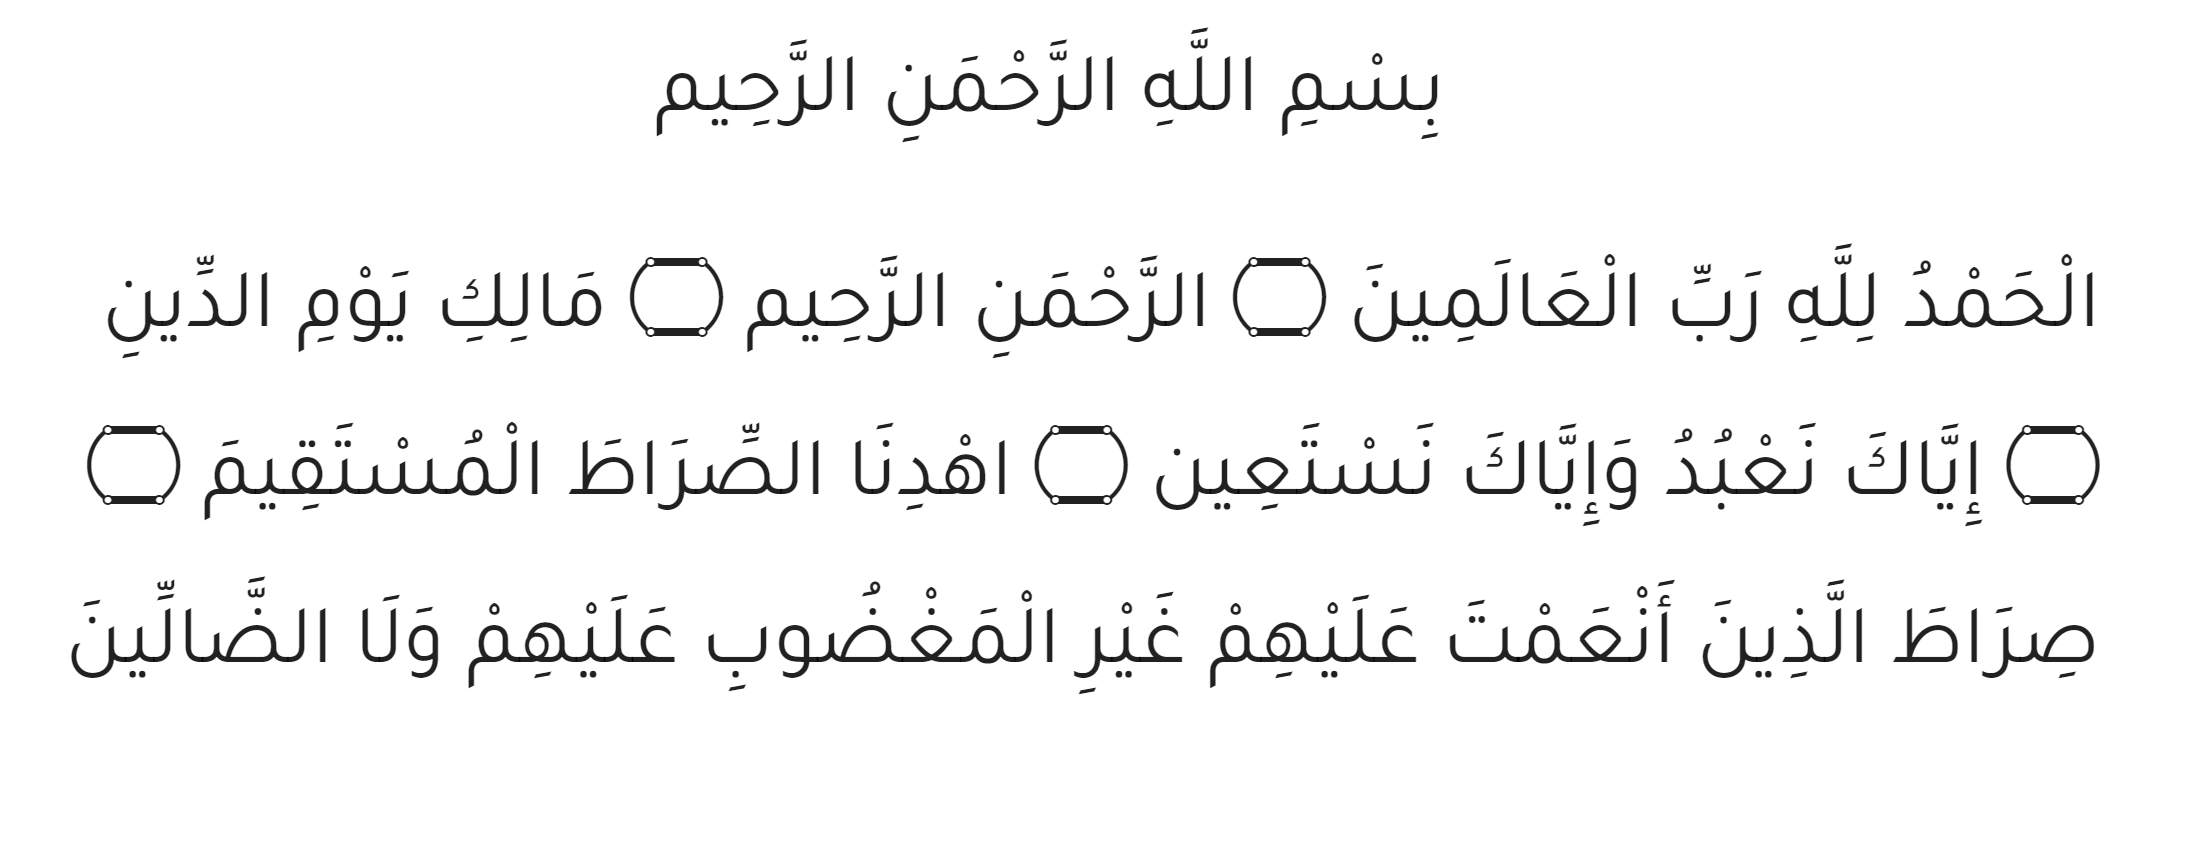 بِسْمِ اللَّهِ الرَّحْمَنِ الرَّحِيم
الْحَمْدُ لِلَّهِ رَبِّ الْعَالَمِينَ ۝ الرَّحْمَنِ الرَّحِيم ۝ مَالِكِ يَوْمِ الدِّينِ
۝ إِيَّاكَ نَعْبُدُ وَإِيَّاكَ نَسْتَعِين ۝ اهْدِنَا الصِّرَاطَ الْمُسْتَقِيمَ ۝
صِرَاطَ الَّذِينَ أَنْعَمْتَ عَلَيْهِمْ غَيْرِ الْمَغْضُوبِ عَلَيْهِمْ وَلَا الضَّالِّينَ